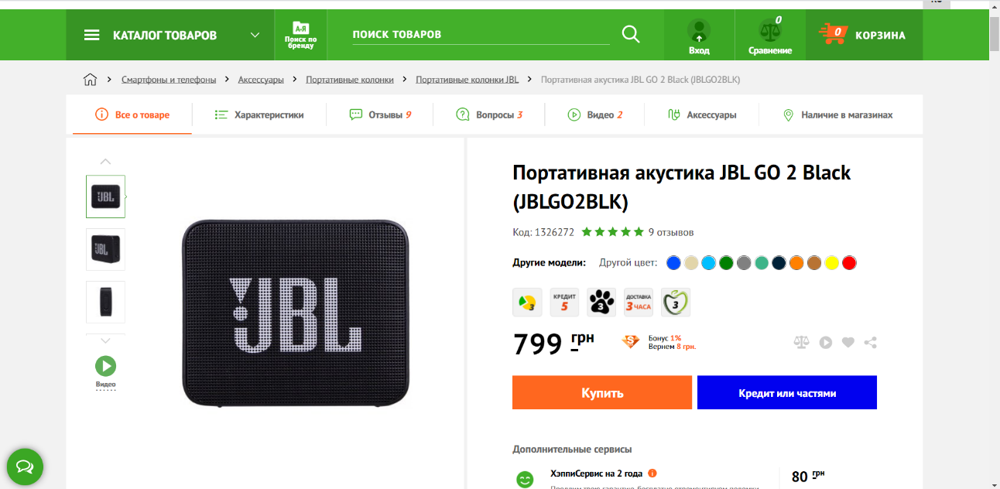 КАТАЛОГ ТОВАРОВ
А-Я
Поиск по
бренду
ПОИСК ТОВАРОВ
Вход
0
Сравнение
0
КОРЗИНА
Смартфоны и телефоны
Аксессуары
Портативные колонки
Портативные колонки JBL
Портативная акустика JBL GO 2 Black (JBLGO2BLK)
Все о товаре
Характеристики
Отзывы 9
Вопросы 3
Видео 2
Аксессуары
Наличие в магазинах
JBL
JBL
JBL
Видео
Портативная акустика JBL GO 2 Black
(JBLGO2BLK)
Код: 1326272
9 отзывов
Другие модели:
Другой цвет:
3
КРЕДИТ
5
3
ДОСТАВКА
3 ЧАСА
3
799 грн
Бонус 1%
Вернем 8 грн.
Купить
Кредит или частями
Дополнительные сервисы
ХэппиСервис на 2 года
80 грн